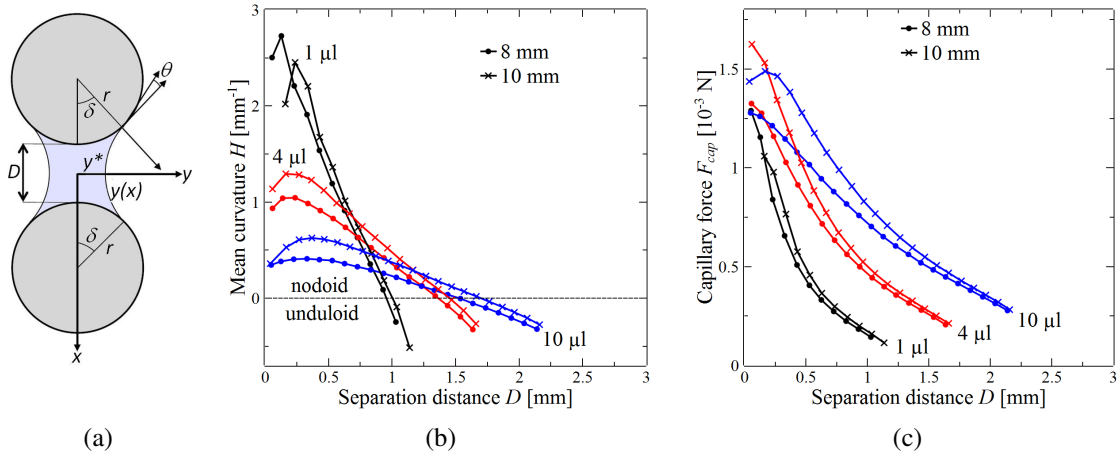 θ
r
δ
D
y*
y
y(x)
δ
r
x
(a)
Mean curvature H [mm⁻¹]
3
2
1
0
1 µl
4 µl
10 µl
8 mm
10 mm
nodoid
unduloid
0
0.5
1
1.5
2
2.5
3
Separation distance D [mm]
(b)
Capillary force F_cap [10⁻³ N]
1.5
1
0.5
0
8 mm
10 mm
1 µl
4 µl
10 µl
0
0.5
1
1.5
2
2.5
3
Separation distance D [mm]
(c)